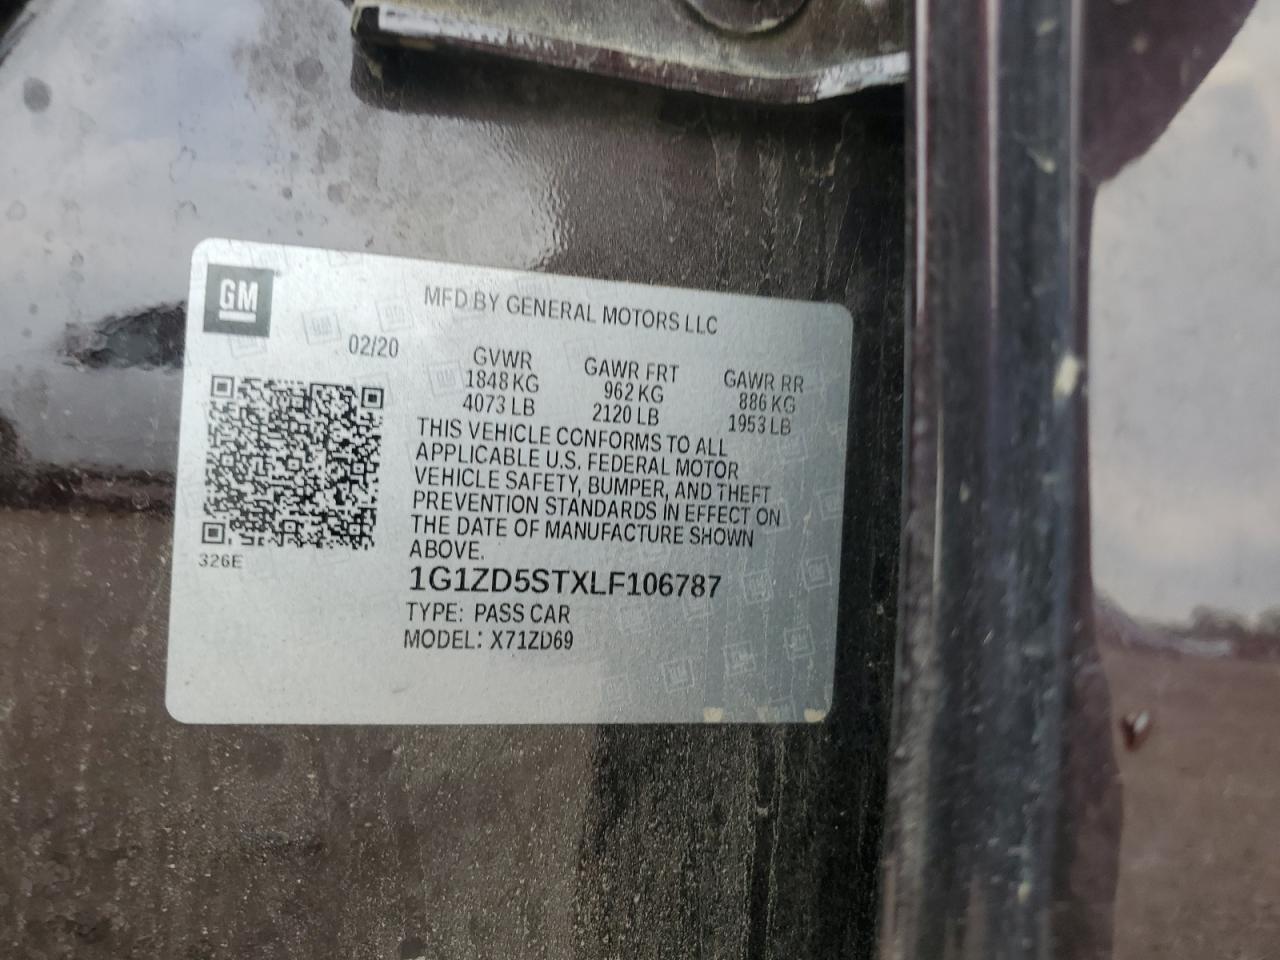 GM
MFD BY GENERAL MOTORS LLC
02/20
GVWR GAWR FRT GAWR RR
1848 KG 962 KG 886 KG
4073 LB 2120 LB 1953 LB
THIS VEHICLE CONFORMS TO ALL
APPLICABLE U.S. FEDERAL MOTOR
VEHICLE SAFETY, BUMPER, AND THEFT
PREVENTION STANDARDS IN EFFECT ON
THE DATE OF MANUFACTURE SHOWN
ABOVE.
326E
1G1ZD5STXLF106787
TYPE: PASS CAR
MODEL: X71ZD69